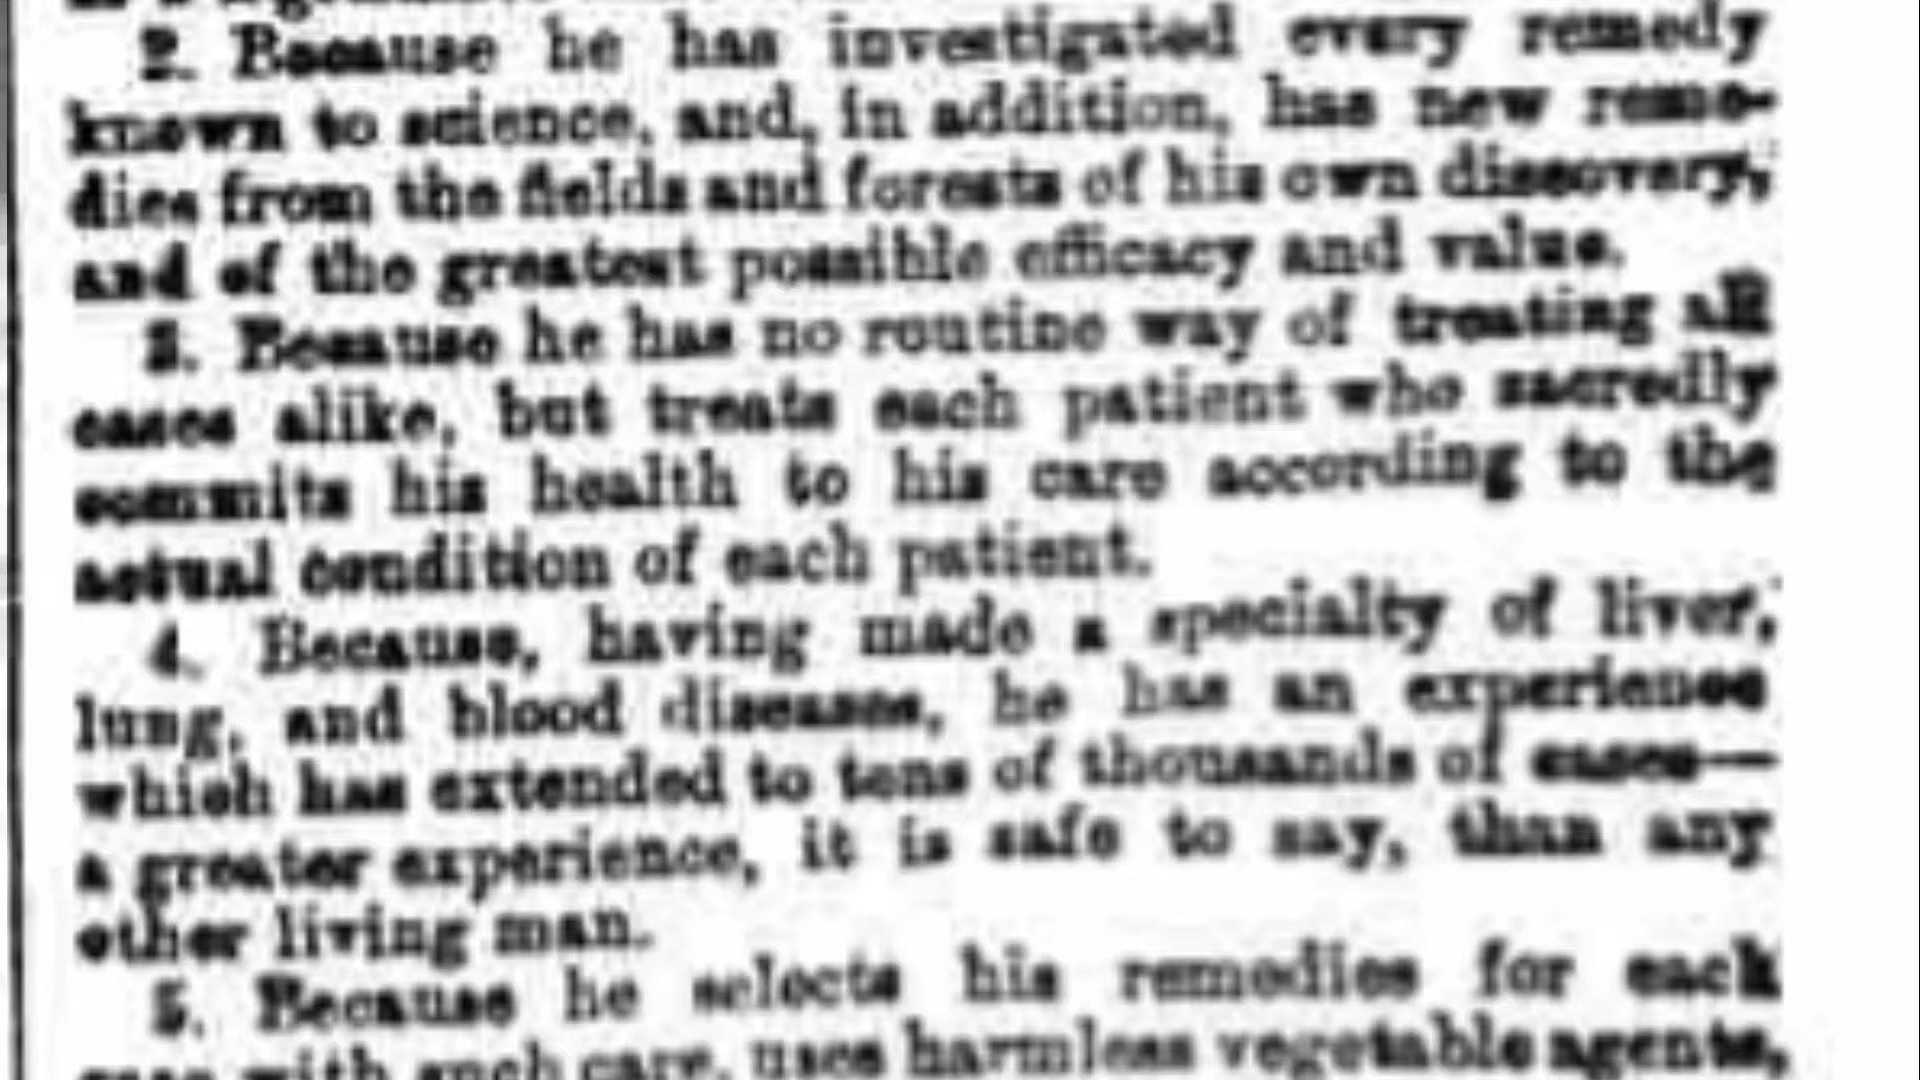 2. Because he has investigated every remedy
known to science, and, in addition, has new reme-
dies from the fields and forests of his own discovery,
and of the greatest possible efficacy and value.
3. Because he has no routine way of treating all
cases alike, but treats each patient who sacredly
commits his health to his care according to the
actual condition of each patient.
4. Because, having made a specialty of liver,
lung, and blood diseases, he has an experience
which has extended to tens of thousands of cases—
a greater experience, it is safe to say, than any
other living man.
5. Because he selects his remedies for each
case with such care, uses harmless vegetable agents,